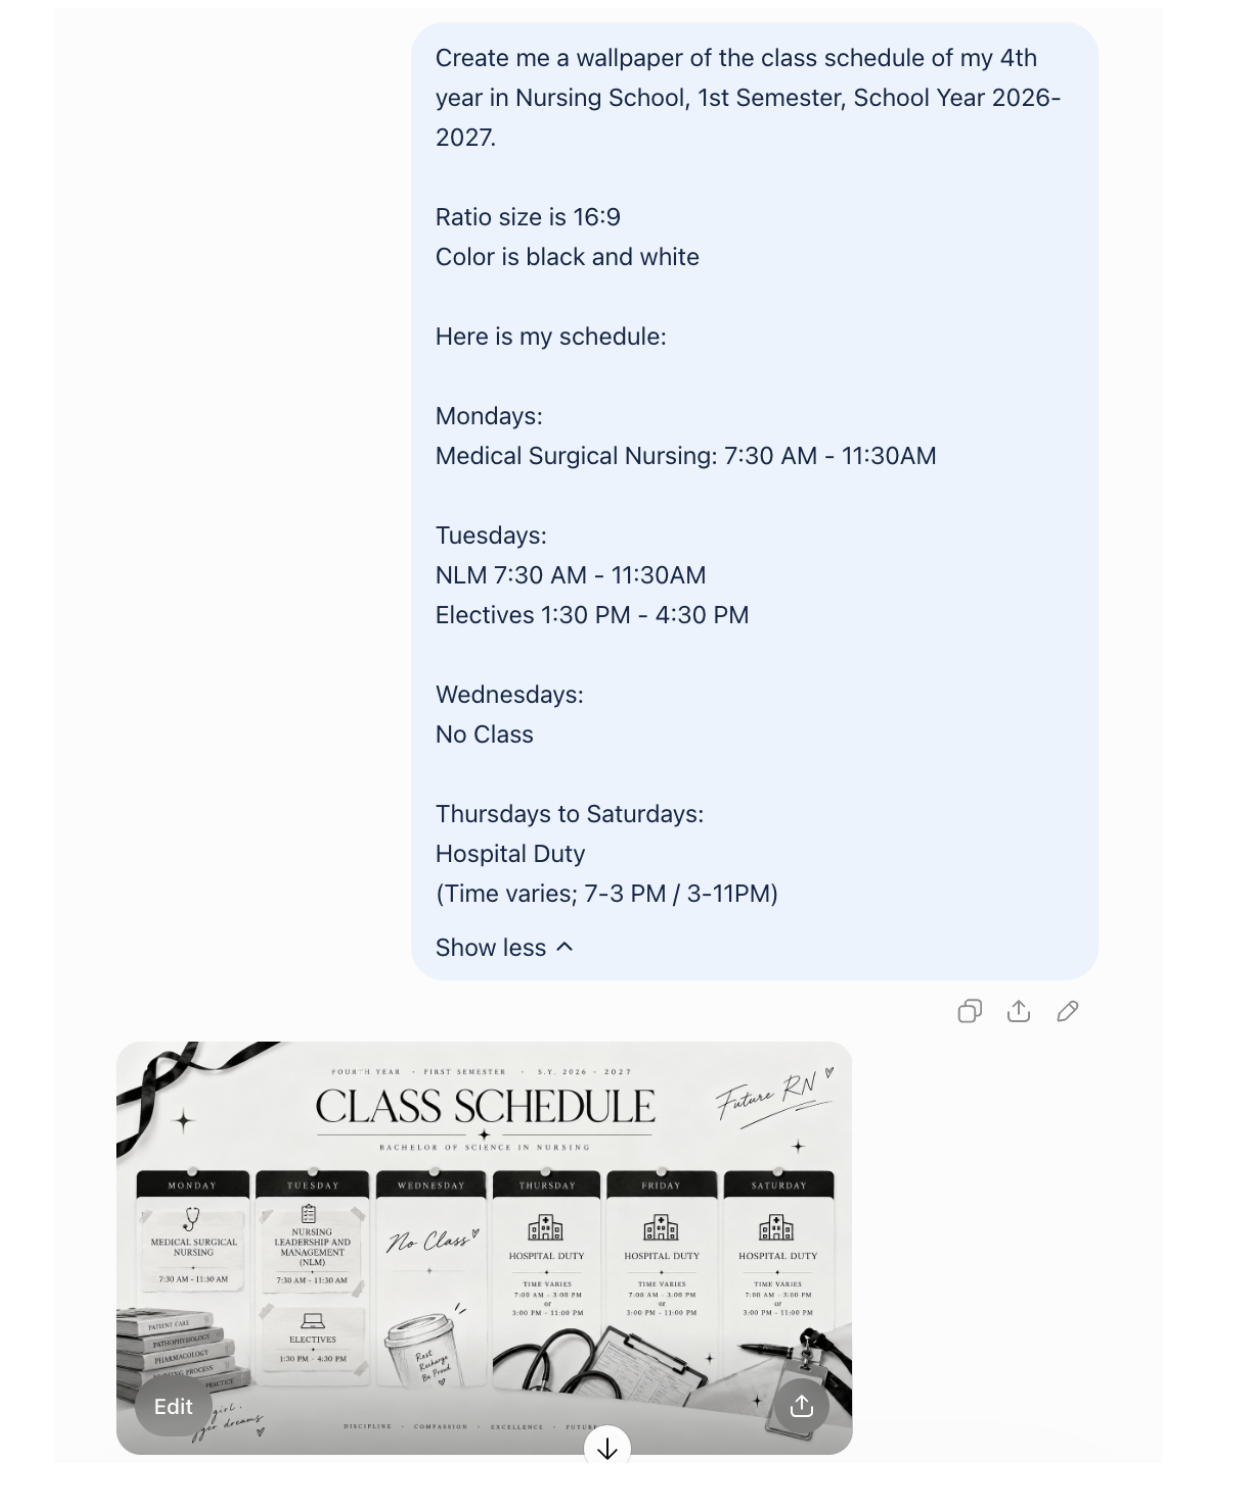 Create me a wallpaper of the class schedule of my 4th
year in Nursing School, 1st Semester, School Year 2026-
2027.
Ratio size is 16:9
Color is black and white
Here is my schedule:
Mondays:
Medical Surgical Nursing: 7:30 AM - 11:30AM
Tuesdays:
NLM 7:30 AM - 11:30AM
Electives 1:30 PM - 4:30 PM
Wednesdays:
No Class
Thursdays to Saturdays:
Hospital Duty
(Time varies; 7-3 PM / 3-11PM)
Show less
FOURTH YEAR · FIRST SEMESTER · S.Y. 2026 - 2027
CLASS SCHEDULE
Future RN
BACHELOR OF SCIENCE IN NURSING
MONDAY
MEDICAL SURGICAL
NURSING
7:30 AM - 11:30 AM
PATIENT CARE
PATHOPHYSIOLOGY
PHARMACOLOGY
PROCESS
PRACTICE
TUESDAY
NURSING
LEADERSHIP AND
MANAGEMENT
(NLM)
7:30 AM - 11:30 AM
ELECTIVES
1:30 PM - 4:30 PM
WEDNESDAY
No Class
Rest
Recharge
Be Proud
THURSDAY
HOSPITAL DUTY
TIME VARIES
7:00 AM - 3:00 PM
or
3:00 PM - 11:00 PM
FRIDAY
HOSPITAL DUTY
TIME VARIES
7:00 AM - 3:00 PM
or
3:00 PM - 11:00 PM
SATURDAY
HOSPITAL DUTY
TIME VARIES
7:00 AM - 3:00 PM
or
3:00 PM - 11:00 PM
Edit
girl.
dreams
DISCIPLINE · COMPASSION · EXCELLENCE · FUTURE